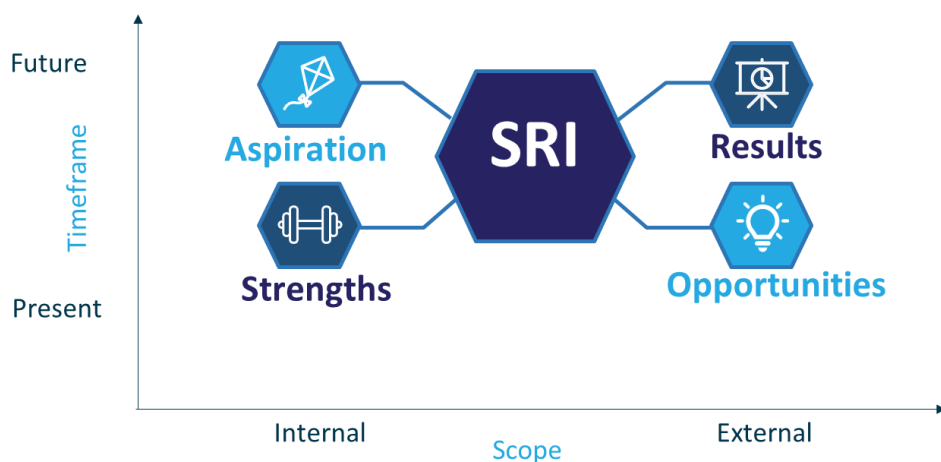 Future
Timeframe
Present
Aspiration
Strengths
SRI
Results
Opportunities
Internal
Scope
External